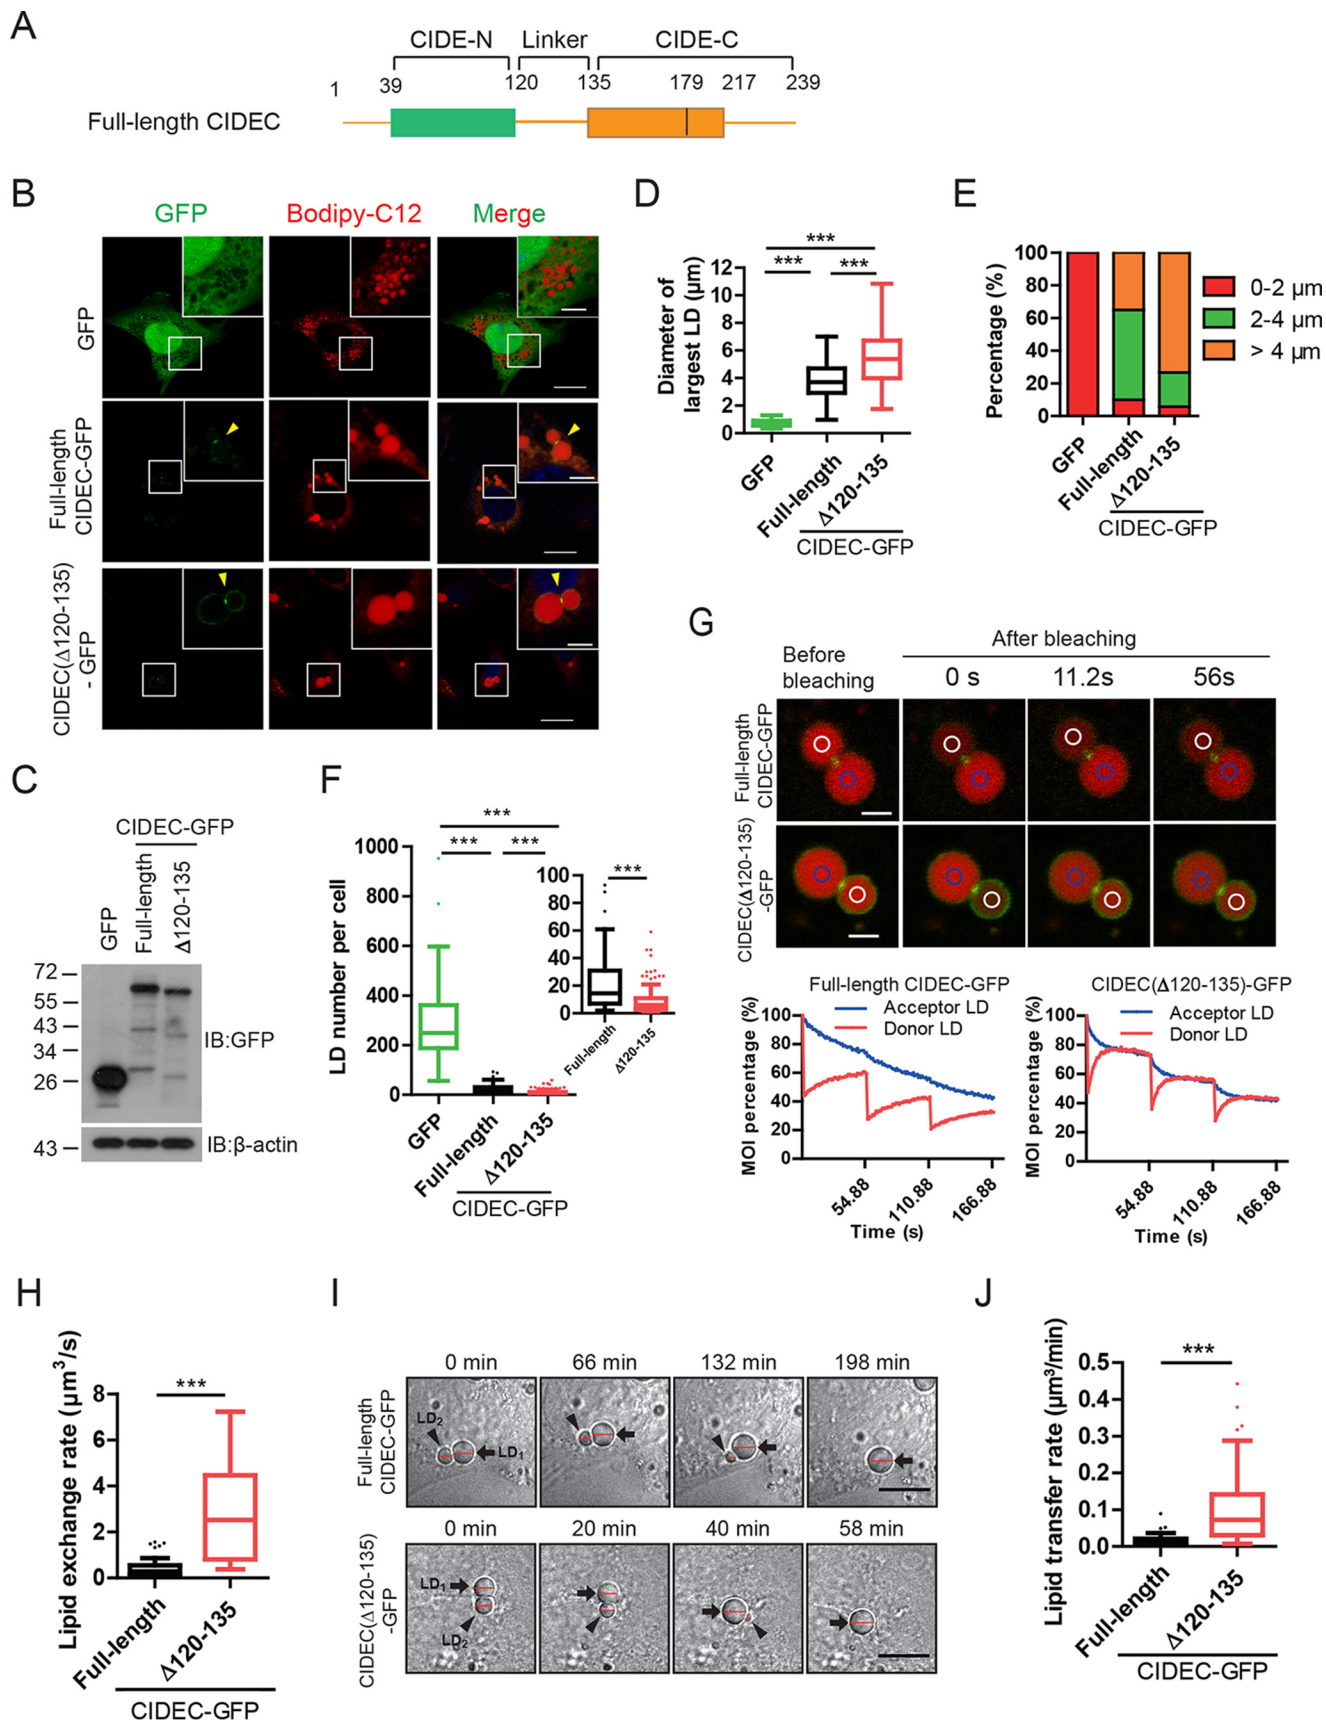 A
CIDE-N Linker CIDE-C
1 39 120 135 179 217 239
Full-length CIDEC
B
GFP Bodipy-C12 Merge
GFP
Full-length
CIDEC-GFP
CIDEC(Δ120-135)
-GFP
C
CIDEC-GFP
GFP Full-length Δ120-135
72
55
43
34
26
IB:GFP
43
IB:β-actin
D
*** 
*** ***
Diameter of
largest LD (μm)
12
10
8
6
4
2
0
GFP Full-length Δ120-135
CIDEC-GFP
E
Percentage (%)
100
80
60
40
20
0
0-2 μm
2-4 μm
> 4 μm
GFP Full-length Δ120-135
CIDEC-GFP
F
***
*** ***
LD number per cell
1000
800
600
400
200
0
***
100
80
60
40
20
0
Full-length Δ120-135
GFP Full-length Δ120-135
CIDEC-GFP
G
After bleaching
Before
bleaching
0 s 11.2s 56s
Full-length
CIDEC-GFP
CIDEC(Δ120-135)
-GFP
Full-length CIDEC-GFP
Acceptor LD
Donor LD
MOI percentage (%)
100
80
60
40
20
0
54.88 110.88 166.88
Time (s)
CIDEC(Δ120-135)-GFP
Acceptor LD
Donor LD
MOI percentage (%)
100
80
60
40
20
0
54.88 110.88 166.88
Time (s)
H
***
Lipid exchange rate (μm³/s)
8
6
4
2
0
Full-length Δ120-135
CIDEC-GFP
I
0 min 66 min 132 min 198 min
Full-length
CIDEC-GFP
LD₂
LD₁
0 min 20 min 40 min 58 min
CIDEC(Δ120-135)
-GFP
LD₁
LD₂
J
***
Lipid transfer rate (μm³/min)
0.5
0.4
0.3
0.2
0.1
0.0
Full-length Δ120-135
CIDEC-GFP